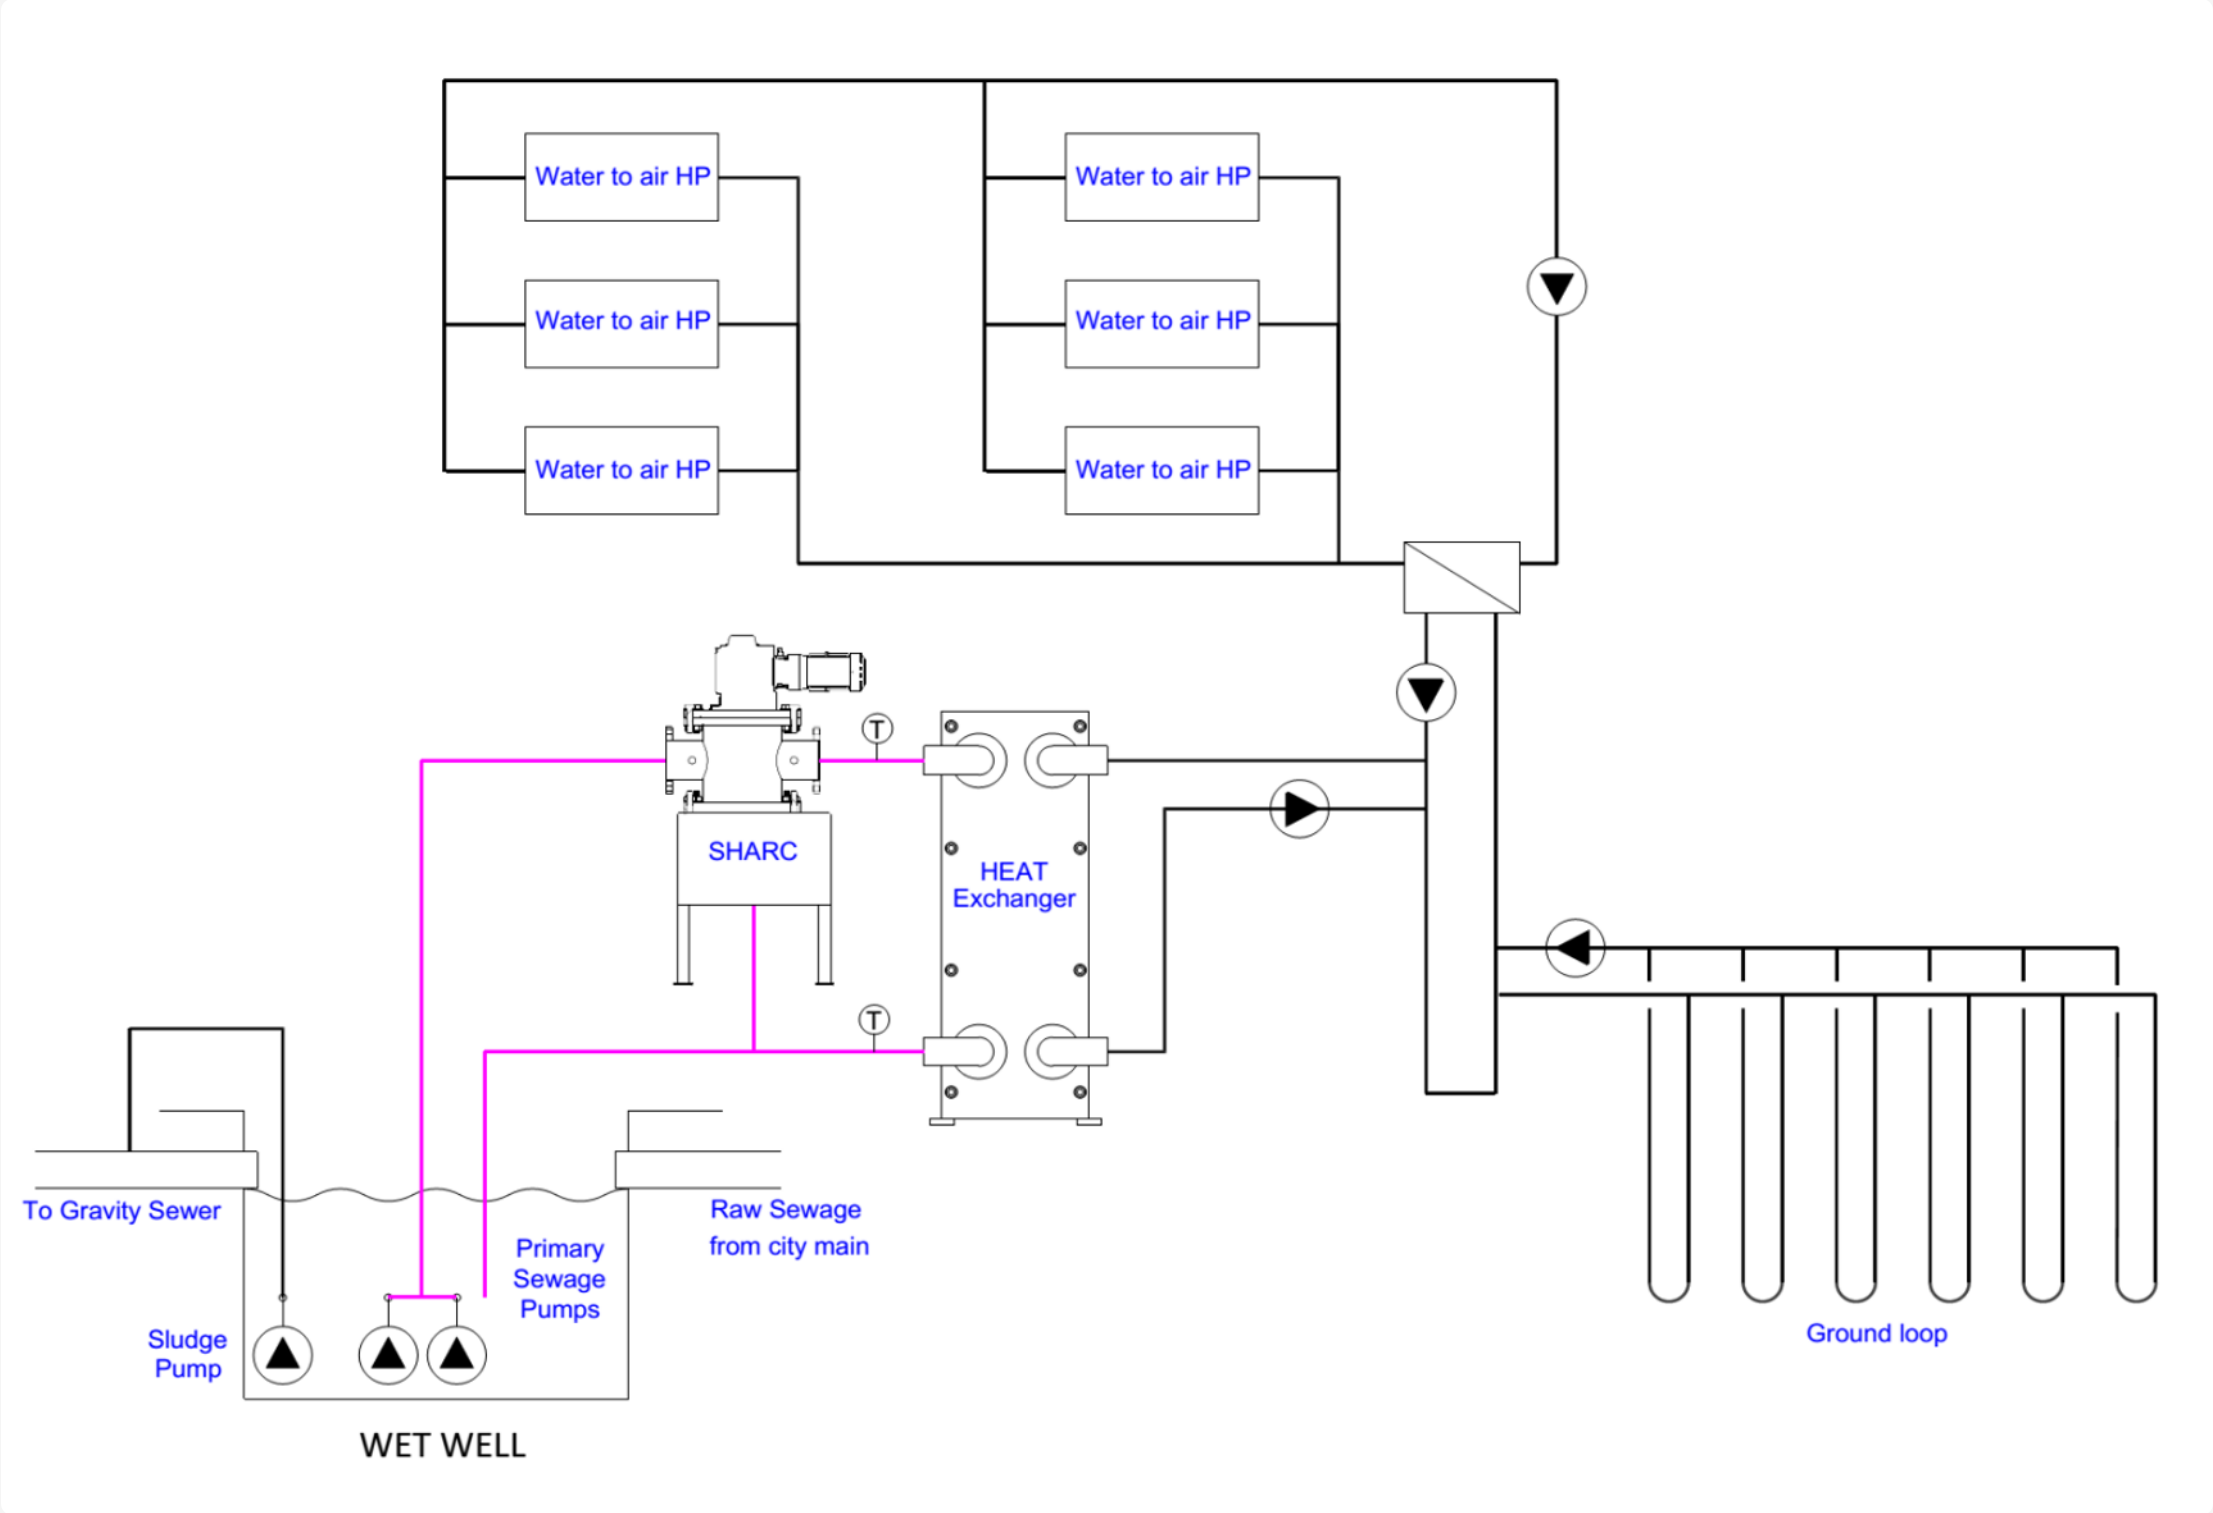 Water to air HP
Water to air HP
Water to air HP
Water to air HP
Water to air HP
Water to air HP
T
SHARC
HEAT
Exchanger
T
To Gravity Sewer
Raw Sewage
from city main
Primary
Sewage
Pumps
Sludge
Pump
Ground loop
WET WELL